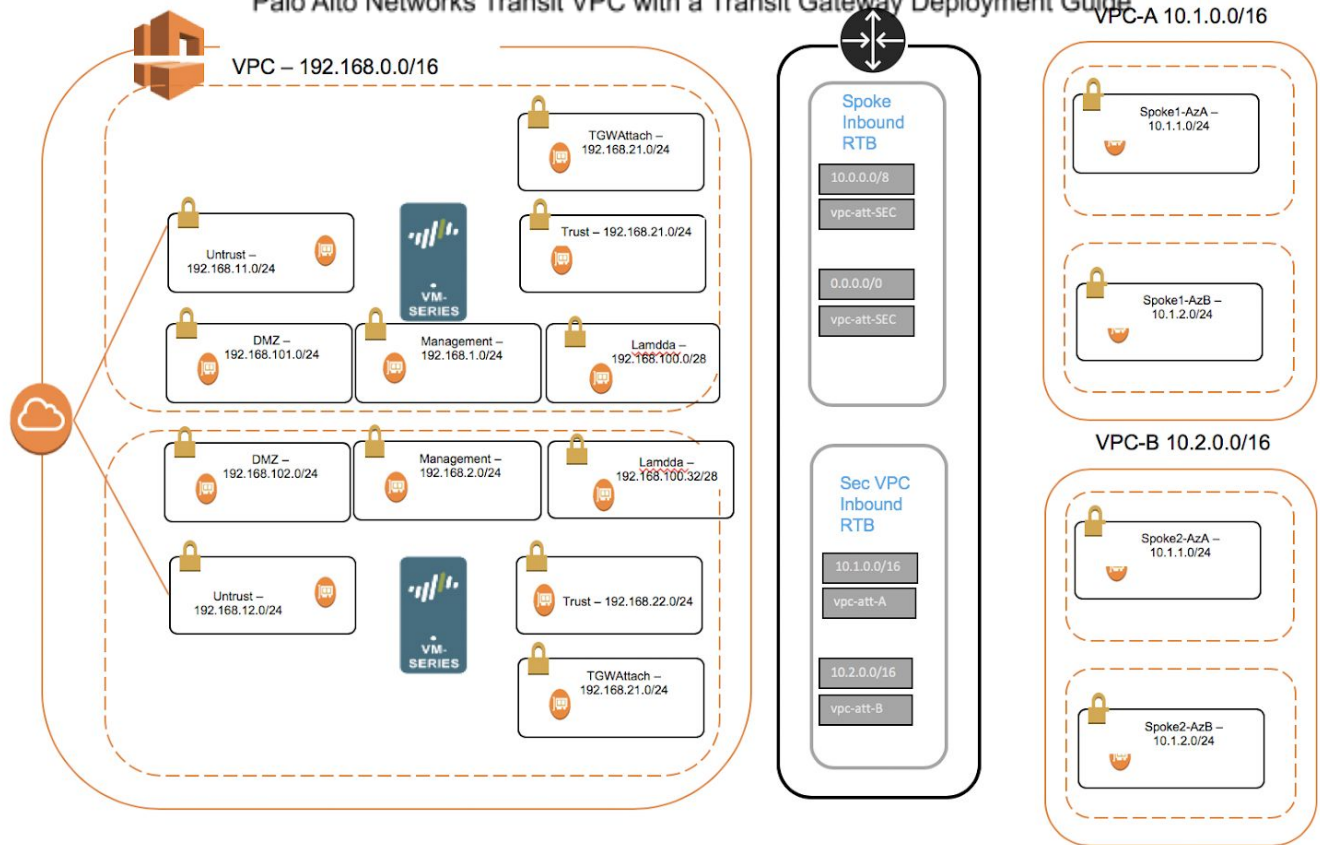 Palo Alto Networks Transit VPC with a Transit Gateway Deployment Guide
VPC – 192.168.0.0/16
TGWAttach –
192.168.21.0/24
Untrust –
192.168.11.0/24
VM-
SERIES
Trust – 192.168.21.0/24
DMZ –
192.168.101.0/24
Management –
192.168.1.0/24
Lamdda –
192.168.100.0/28
DMZ –
192.168.102.0/24
Management –
192.168.2.0/24
Lamdda –
192.168.100.32/28
Untrust –
192.168.12.0/24
VM-
SERIES
Trust – 192.168.22.0/24
TGWAttach –
192.168.21.0/24
Spoke
Inbound
RTB
10.0.0.0/8
vpc-att-SEC
0.0.0.0/0
vpc-att-SEC
Sec VPC
Inbound
RTB
10.1.0.0/16
vpc-att-A
10.2.0.0/16
vpc-att-B
VPC-A 10.1.0.0/16
Spoke1-AzA –
10.1.1.0/24
Spoke1-AzB –
10.1.2.0/24
VPC-B 10.2.0.0/16
Spoke2-AzA –
10.1.1.0/24
Spoke2-AzB –
10.1.2.0/24